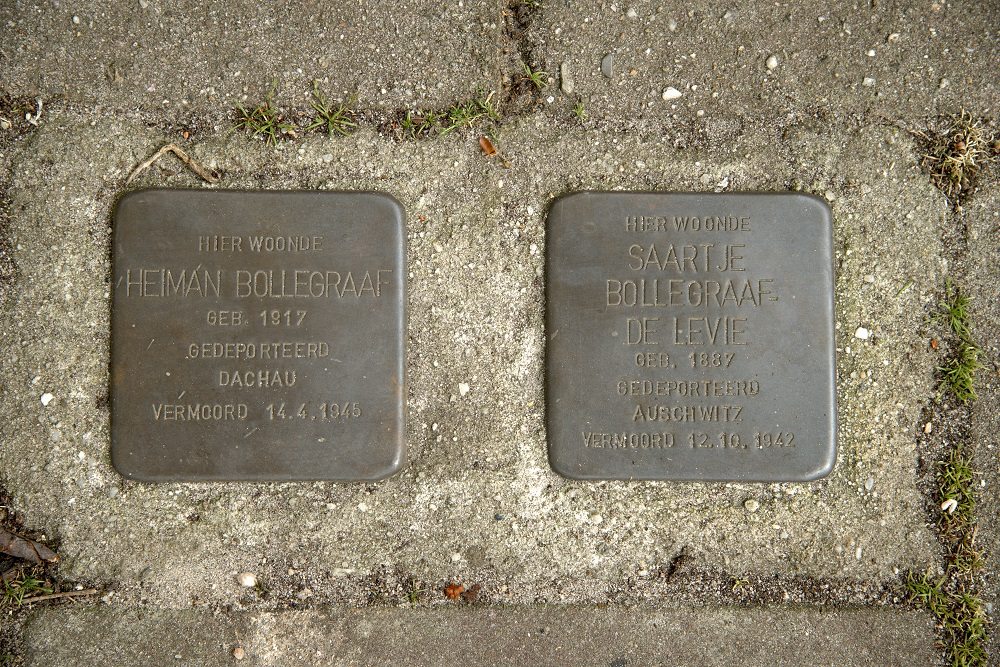 HIER WOONDE
HEIMAN BOLLEGRAAF
GEB. 1917
GEDEPORTEERD
DACHAU
VERMOORD 14.4.1945
HIER WOONDE
SAARTJE
BOLLEGRAAF-
DE LEVIE
GEB. 1887
GEDEPORTEERD
AUSCHWITZ
VERMOORD 12.10.1942